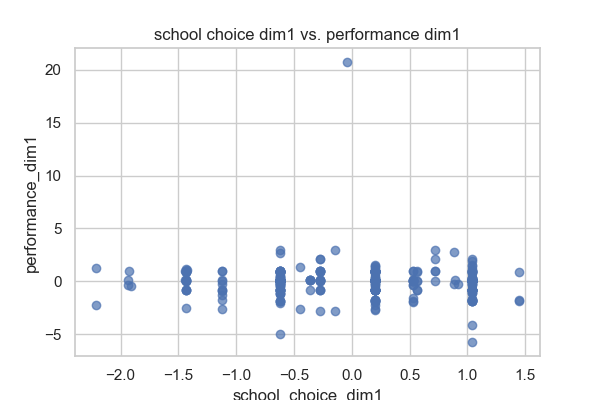 school choice dim1 vs. performance dim1
performance_dim1
20
15
10
5
0
−5
−2.0 −1.5 −1.0 −0.5 0.0 0.5 1.0 1.5
school_choice_dim1